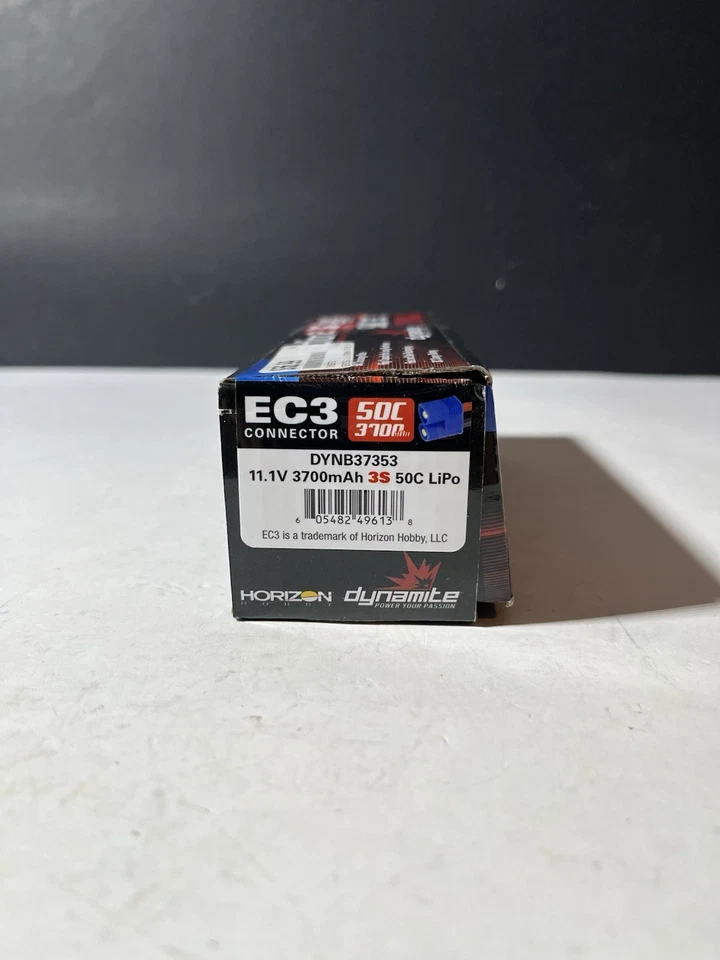 EC3 50C
CONNECTOR 3700mAh
DYNB37353
11.1V 3700mAh 3S 50C LiPo
6 05482 49613 8
EC3 is a trademark of Horizon Hobby, LLC
HORIZON dynamite
HOBBY POWER YOUR PASSION